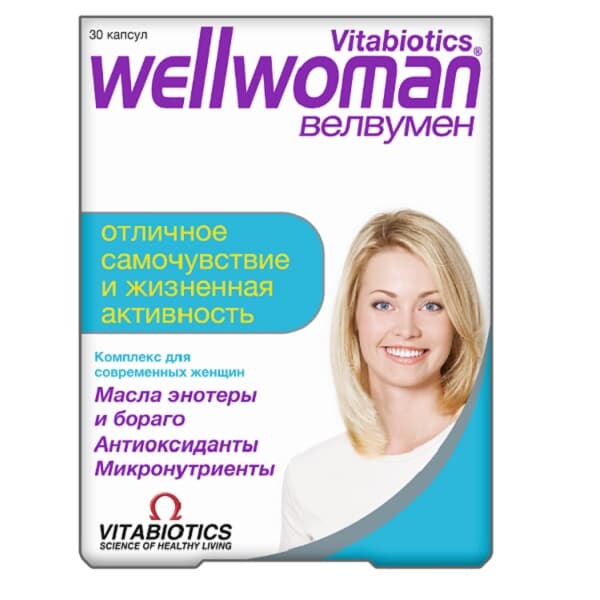 30 капсул
Vitabiotics®
wellwoman
велвумен
отличное
самочувствие
и жизненная
активность
Комплекс для
современных женщин
Масла энотеры
и бораго
Антиоксиданты
Микронутриенты
VITABIOTICS
SCIENCE OF HEALTHY LIVING